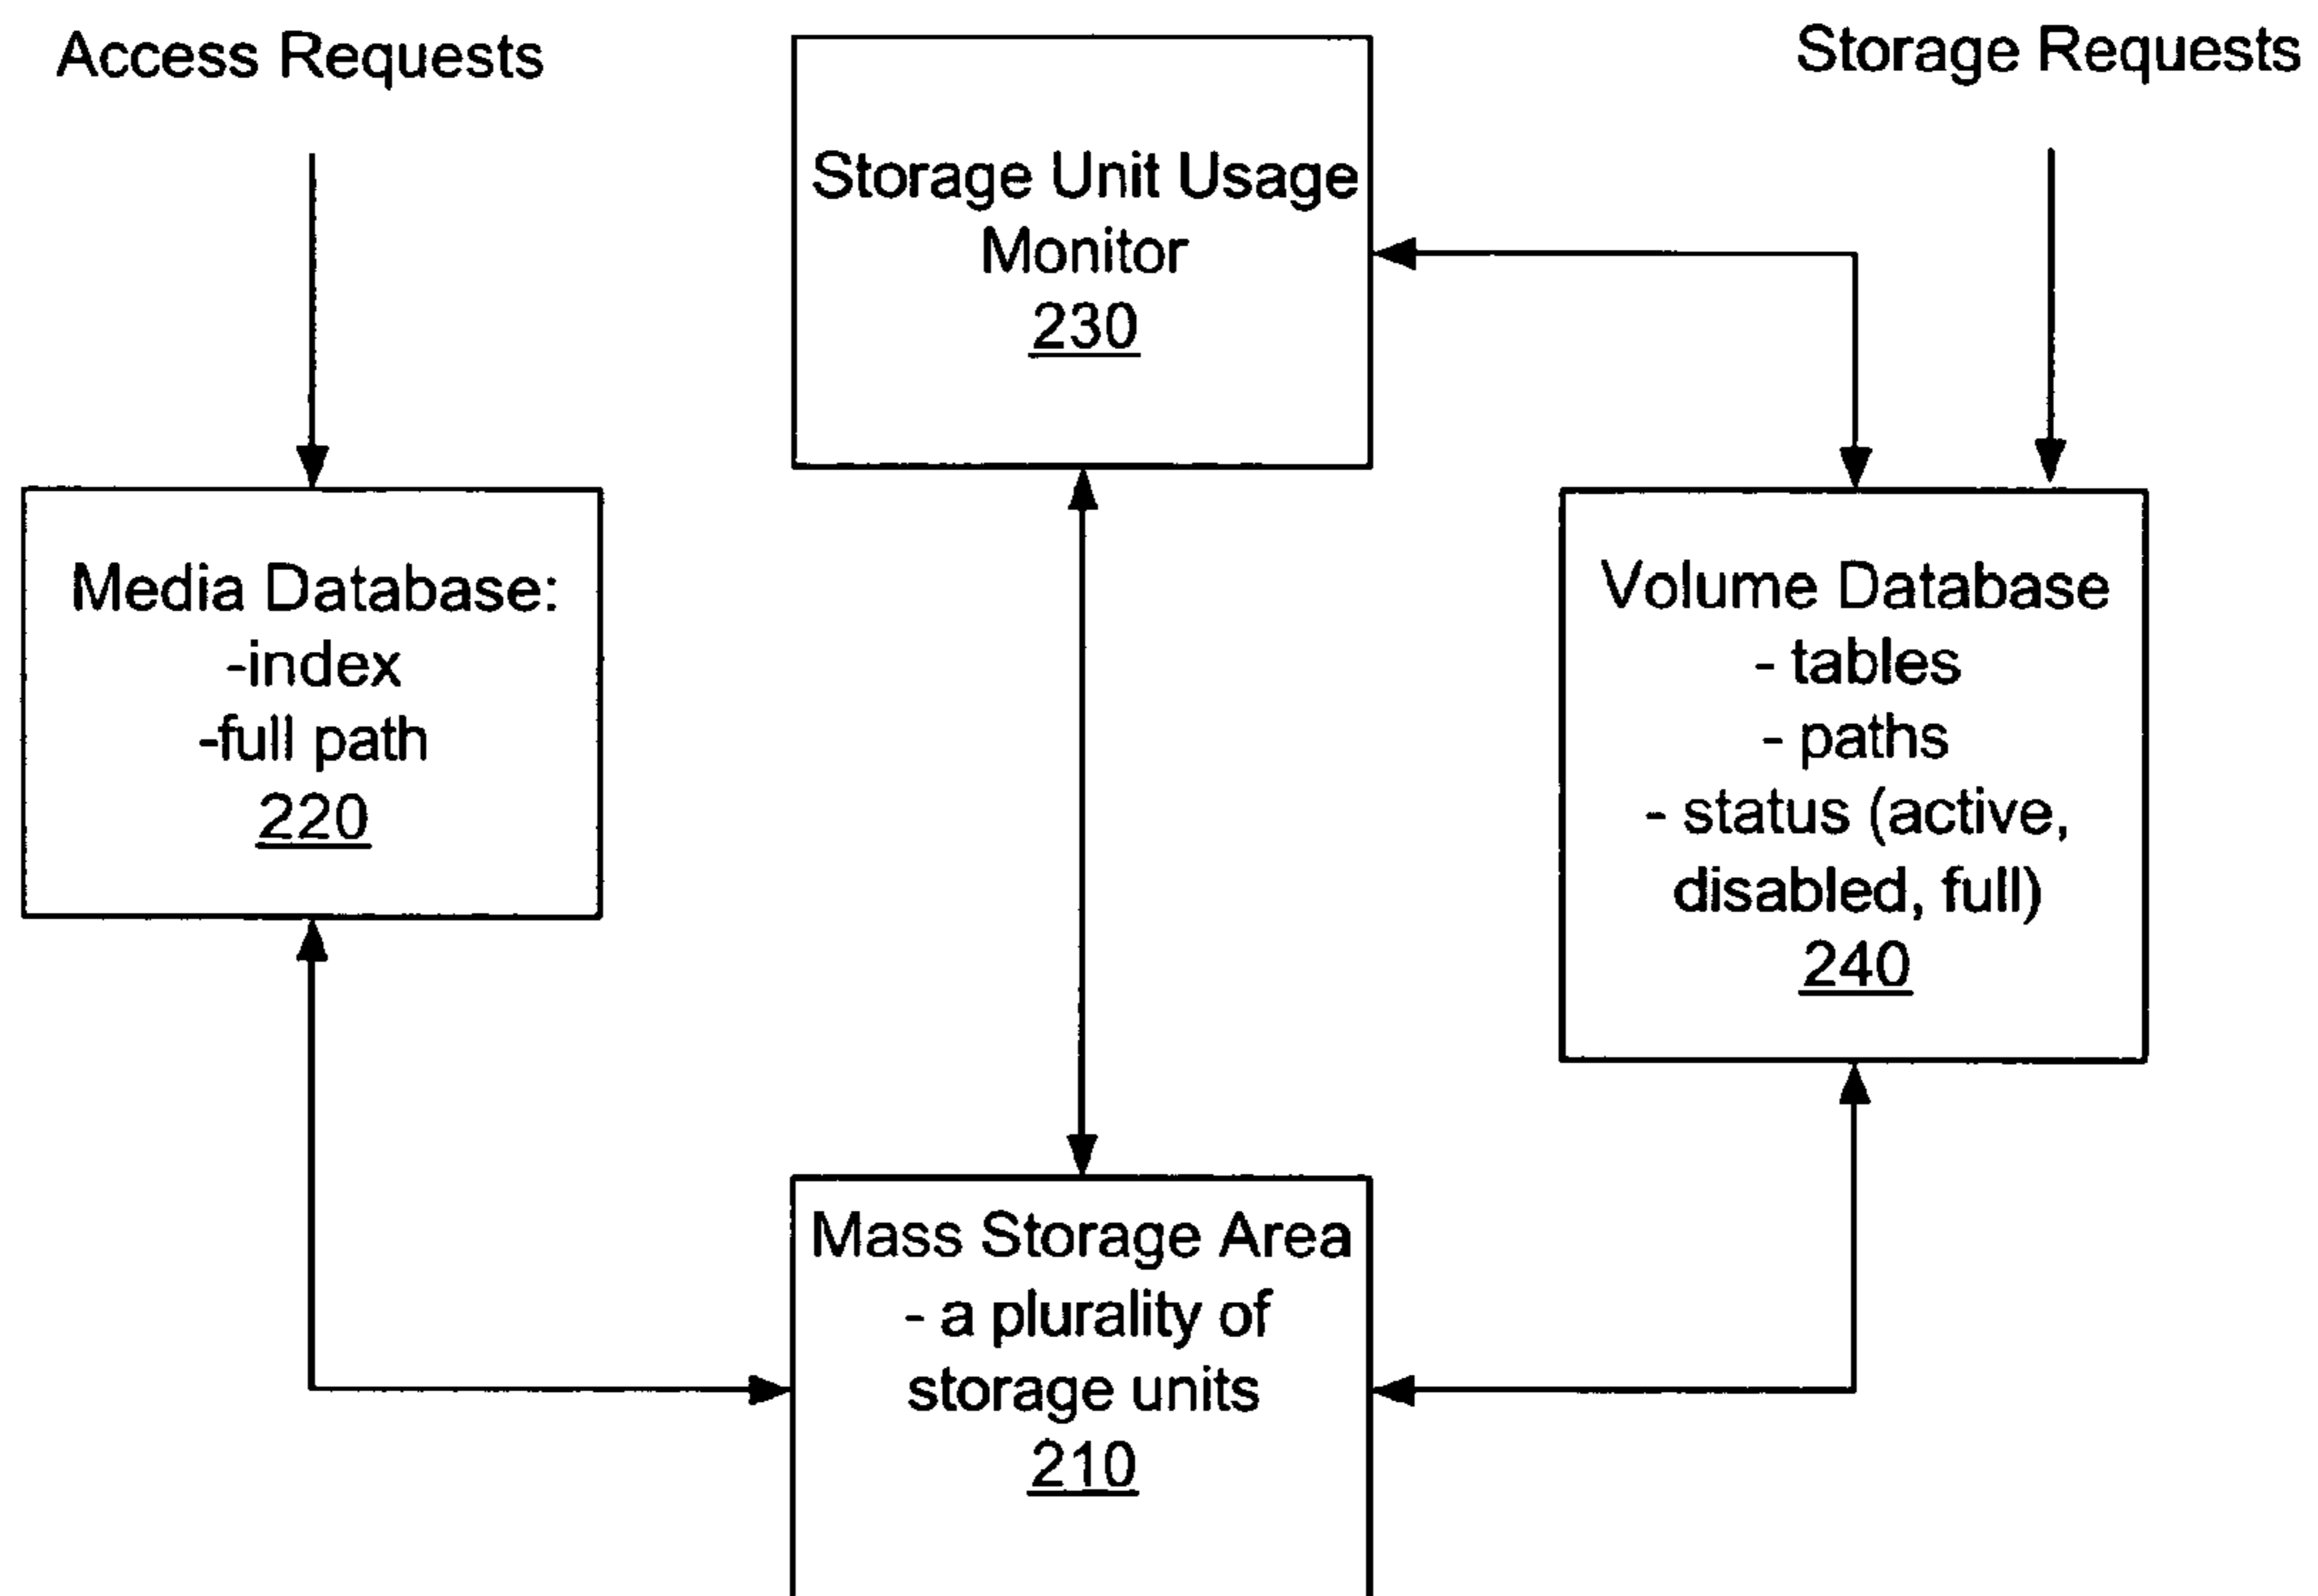 Access Requests
Storage Requests
Storage Unit Usage
Monitor
230
Media Database:
-index
-full path
220
Volume Database
- tables
- paths
- status (active,
disabled, full)
240
Mass Storage Area
- a plurality of
storage units
210